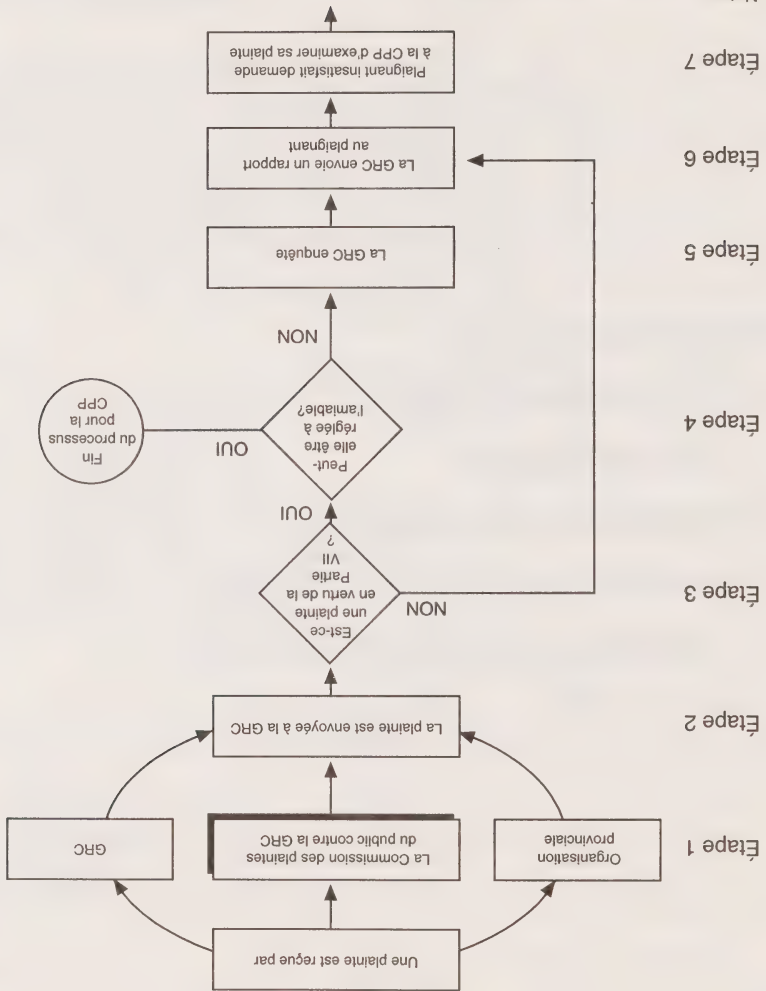 Une plainte est reçue par
Étape 1
Organisation
provinciale
La Commission des plaintes
du public contre la GRC
GRC
Étape 2
La plainte est envoyée à la GRC
Étape 3
Est-ce
une plainte
en vertu de la
Partie
VII
?
NON
OUI
Étape 4
Peut-
elle être
réglée à
l'amiable?
OUI
Fin
du processus
pour la
CPP
NON
Étape 5
La GRC enquête
Étape 6
La GRC envoie un rapport
au plaignant
Étape 7
Plaignant insatisfait demande
à la CPP d'examiner sa plainte